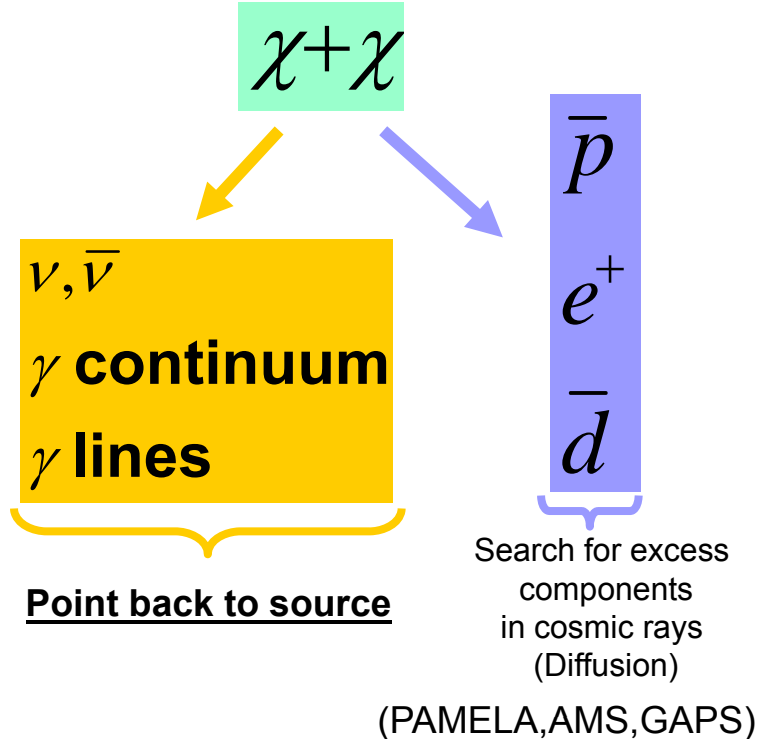 χ+χ
ν,ν̅
γ continuum
γ lines
Point back to source
p̅
e⁺
d̅
Search for excess
components
in cosmic rays
(Diffusion)
(PAMELA,AMS,GAPS)